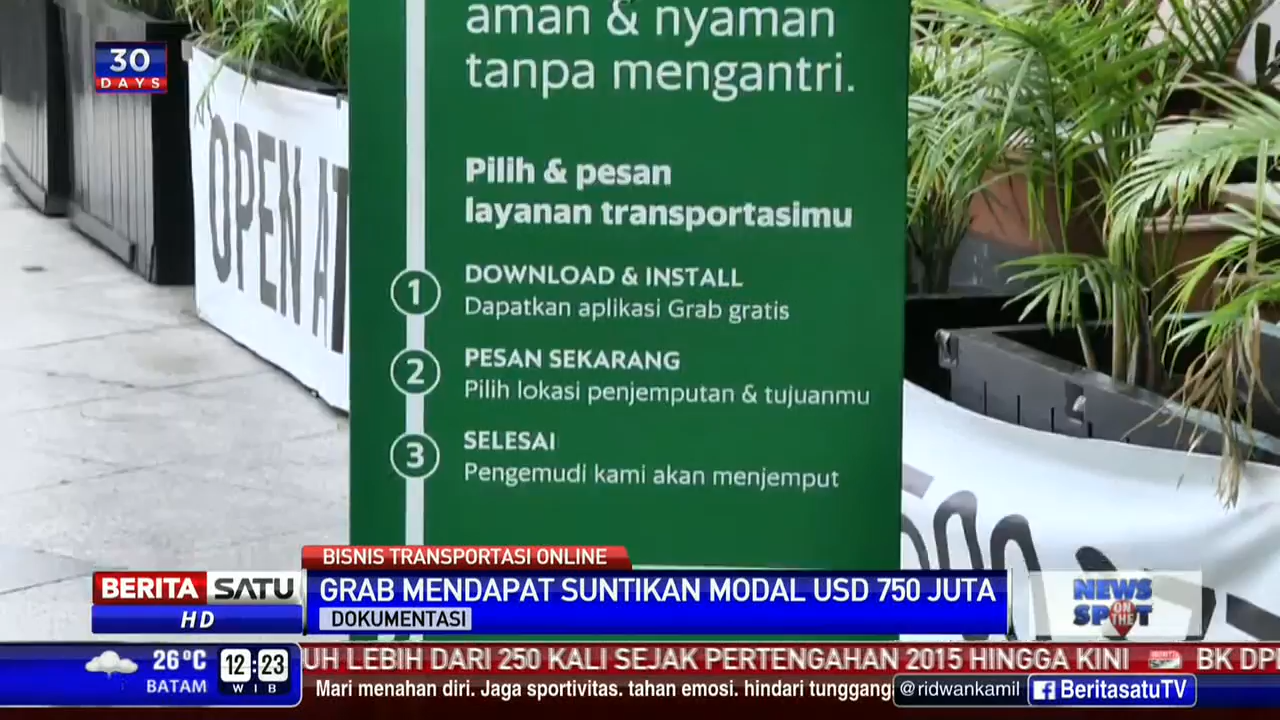 aman & nyaman
tanpa mengantri.
30
DAYS
OPEN AT
Pilih & pesan
layanan transportasimu
1
DOWNLOAD & INSTALL
Dapatkan aplikasi Grab gratis
2
PESAN SEKARANG
Pilih lokasi penjemputan & tujuanmu
3
SELESAI
Pengemudi kami akan menjemput
BISNIS TRANSPORTASI ONLINE
BERITA SATU
HD
GRAB MENDAPAT SUNTIKAN MODAL USD 750 JUTA
DOKUMENTASI
NEWS
ON THE
SPOT
26°C
BATAM
12:23
WIB
UH LEBIH DARI 250 KALI SEJAK PERTENGAHAN 2015 HINGGA KINI
BK DP
Mari menahan diri. Jaga sportivitas. tahan emosi. hindari tunggang
@ridwankamil
f BeritasatuTV